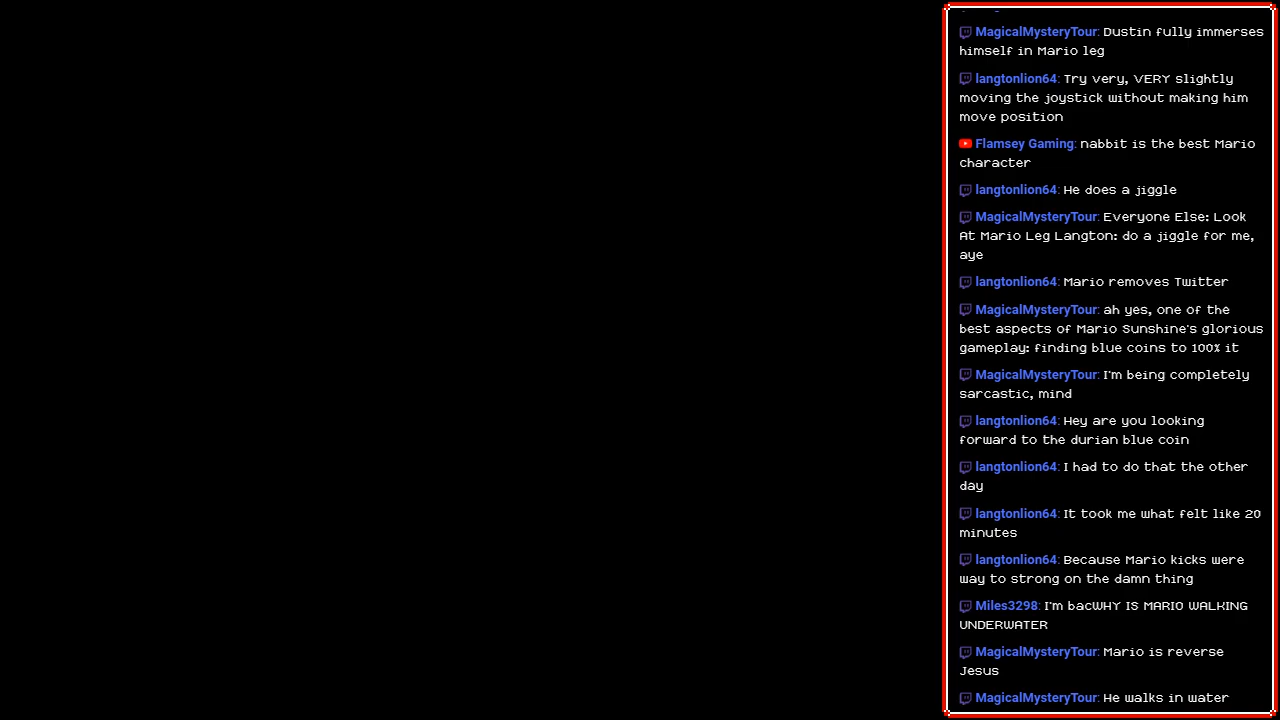 MagicalMysteryTour: Dustin fully immerses
himself in Mario leg
langtonlion64: Try very, VERY slightly
moving the joystick without making him
move position
Flamsey Gaming: nabbit is the best Mario
character
langtonlion64: He does a jiggle
MagicalMysteryTour: Everyone Else: Look
At Mario Leg Langton: do a jiggle for me,
aye
langtonlion64: Mario removes Twitter
MagicalMysteryTour: ah yes, one of the
best aspects of Mario Sunshine's glorious
gameplay: finding blue coins to 100% it
MagicalMysteryTour: I'm being completely
sarcastic, mind
langtonlion64: Hey are you looking
forward to the durian blue coin
langtonlion64: I had to do that the other
day
langtonlion64: It took me what felt like 20
minutes
langtonlion64: Because Mario kicks were
way to strong on the damn thing
Miles3298: I'm bacWHY IS MARIO WALKING
UNDERWATER
MagicalMysteryTour: Mario is reverse
Jesus
MagicalMysteryTour: He walks in water